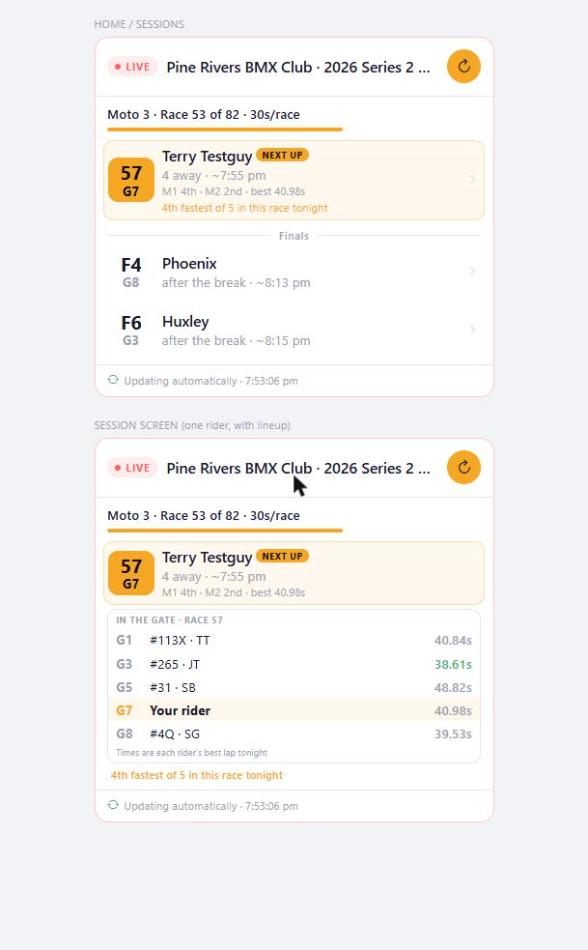 HOME / SESSIONS
LIVE Pine Rivers BMX Club · 2026 Series 2 ...
Moto 3 · Race 53 of 82 · 30s/race
57
G7
Terry Testguy NEXT UP
4 away · ~7:55 pm
M1 4th · M2 2nd · best 40.98s
4th fastest of 5 in this race tonight
Finals
F4
G8
Phoenix
after the break · ~8:13 pm
F6
G3
Huxley
after the break · ~8:15 pm
Updating automatically · 7:53:06 pm
SESSION SCREEN (one rider, with lineup)
LIVE Pine Rivers BMX Club · 2026 Series 2 ...
Moto 3 · Race 53 of 82 · 30s/race
57
G7
Terry Testguy NEXT UP
4 away · ~7:55 pm
M1 4th · M2 2nd · best 40.98s
IN THE GATE · RACE 57
G1 #113X · TT 40.84s
G3 #265 · JT 38.61s
G5 #31 · SB 48.82s
G7 Your rider 40.98s
G8 #4Q · SG 39.53s
Times are each rider's best lap tonight
4th fastest of 5 in this race tonight
Updating automatically · 7:53:06 pm